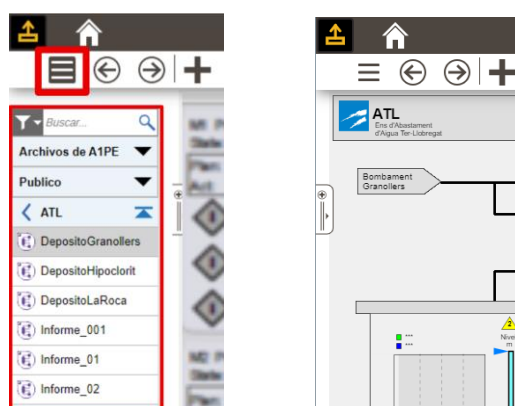 Buscar...
Archivos de A1PE
Publico
ATL
DepositoGranollers
DepositoHipoclorit
DepositoLaRoca
Informe_001
Informe_01
Informe_02
ATL
Ens d'Abastament
d'Aigua Ter-Llobregat
Bombament
Granollers
2
***
***